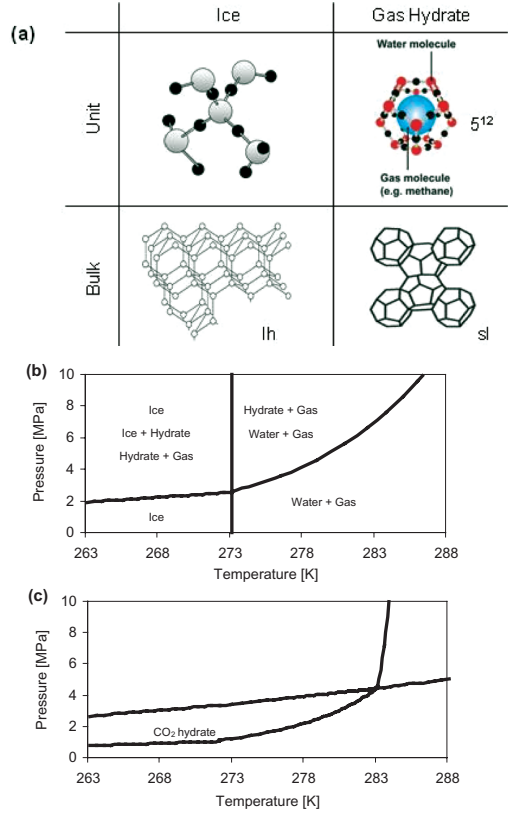 Ice
Gas Hydrate
(a)
Unit
Water molecule
5¹²
Gas molecule
(e.g. methane)
Bulk
Ih
sI
(b)
Pressure [MPa]
10
8
6
4
2
0
Ice
Ice + Hydrate
Hydrate + Gas
Hydrate + Gas
Water + Gas
Ice
Water + Gas
263 268 273 278 283 288
Temperature [K]
(c)
Pressure [MPa]
10
8
6
4
2
0
CO₂ hydrate
263 268 273 278 283 288
Temperature [K]